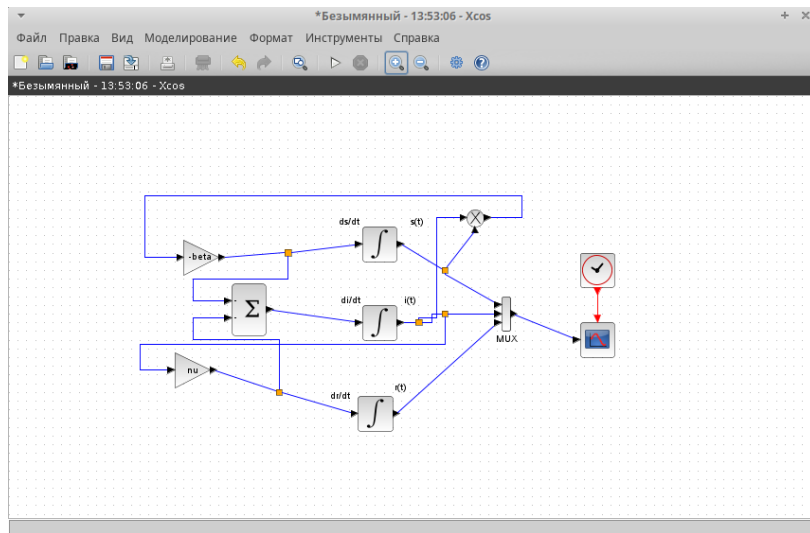 *Безымянный - 13:53:06 - Xcos
Файл Правка Вид Моделирование Формат Инструменты Справка
*Безымянный - 13:53:06 - Xcos
ds/dt s(t)
-beta
di/dt i(t)
Σ
MUX
nu
dr/dt r(t)